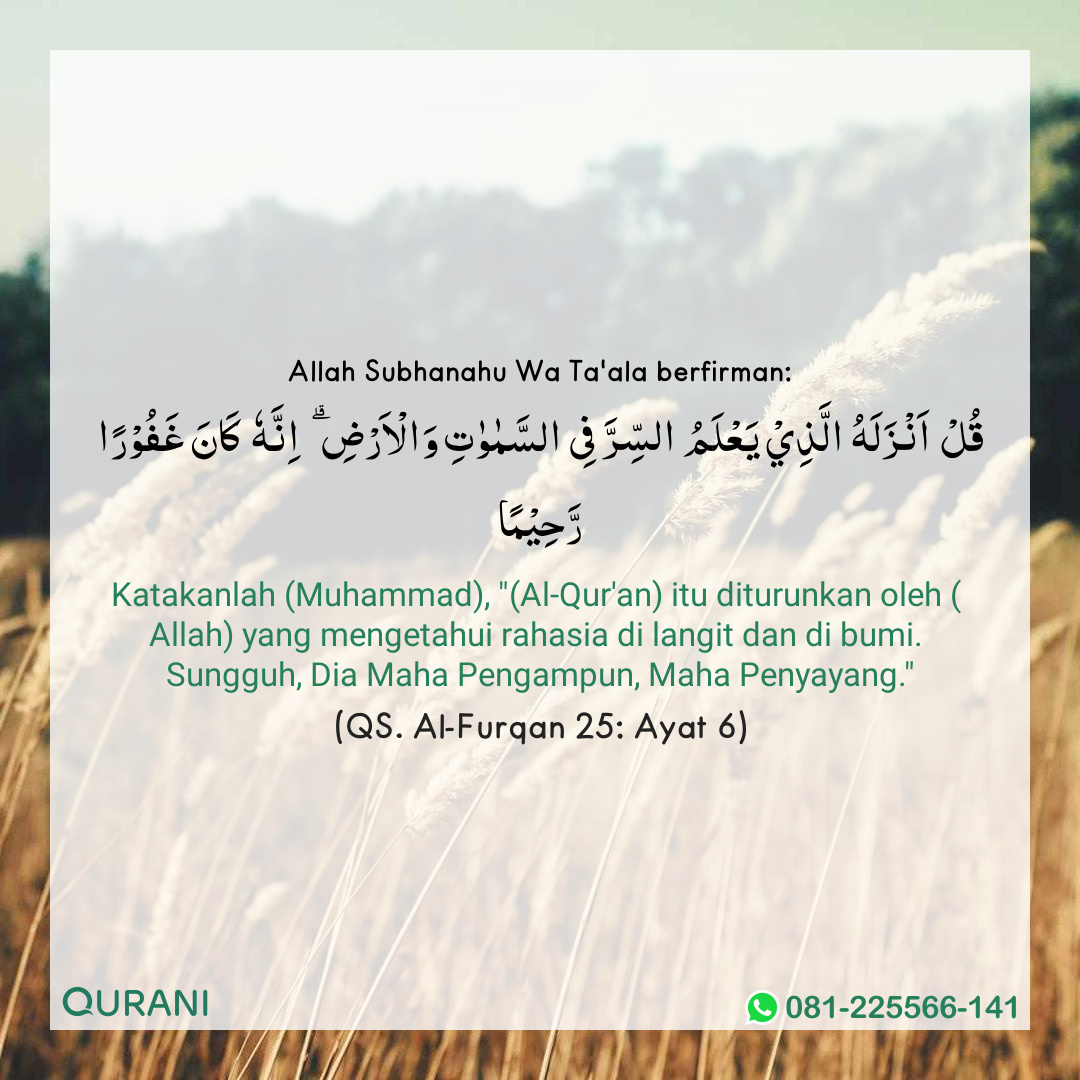 Allah Subhanahu Wa Ta'ala berfirman:
قُلْ اَنْزَلَهُ الَّذِيْ يَعْلَمُ السِّرَّ فِى السَّمٰوٰتِ وَالْاَرْضِ ۗ اِنَّهٗ كَانَ غَفُوْرًا
رَّحِيْمًا
Katakanlah (Muhammad), "(Al-Qur'an) itu diturunkan oleh (
Allah) yang mengetahui rahasia di langit dan di bumi.
Sungguh, Dia Maha Pengampun, Maha Penyayang."
(QS. Al-Furqan 25: Ayat 6)
QURANI
081-225566-141